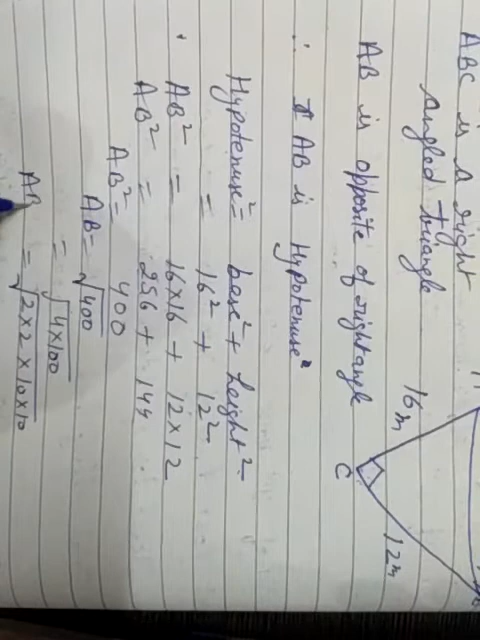 ABC is a right
angled triangle
AB is opposite of right angle
∴ AB is Hypotenuse
Hypotenuse² = base² + height²
= 16² + 12²
AB² = 16×16 + 12×12
AB² = 256 + 144
AB² = 400
AB = √400
= √4×100
AB = √2×2×10×10
16m
C
12m